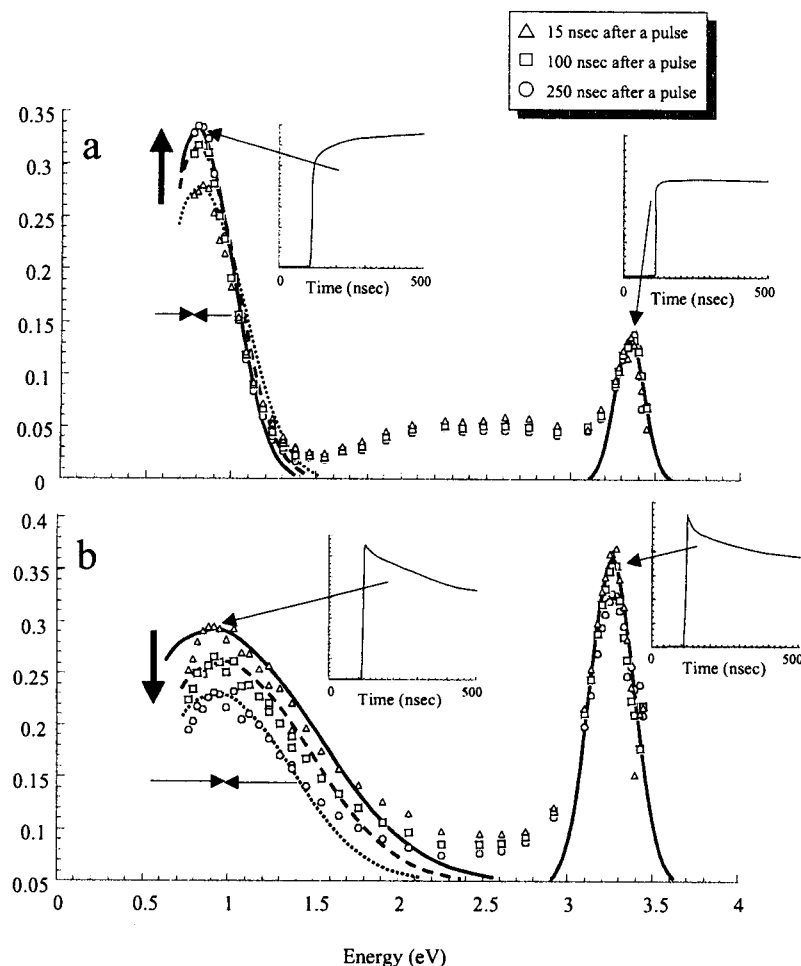 △ 15 nsec after a pulse
□ 100 nsec after a pulse
○ 250 nsec after a pulse
a
0.35
0.3
0.25
0.2
0.15
0.1
0.05
0
0 500
Time (nsec)
0 500
Time (nsec)
b
0.4
0.35
0.3
0.25
0.2
0.15
0.1
0.05
0 500
Time (nsec)
0 500
Time (nsec)
0 0.5 1 1.5 2 2.5 3 3.5 4
Energy (eV)